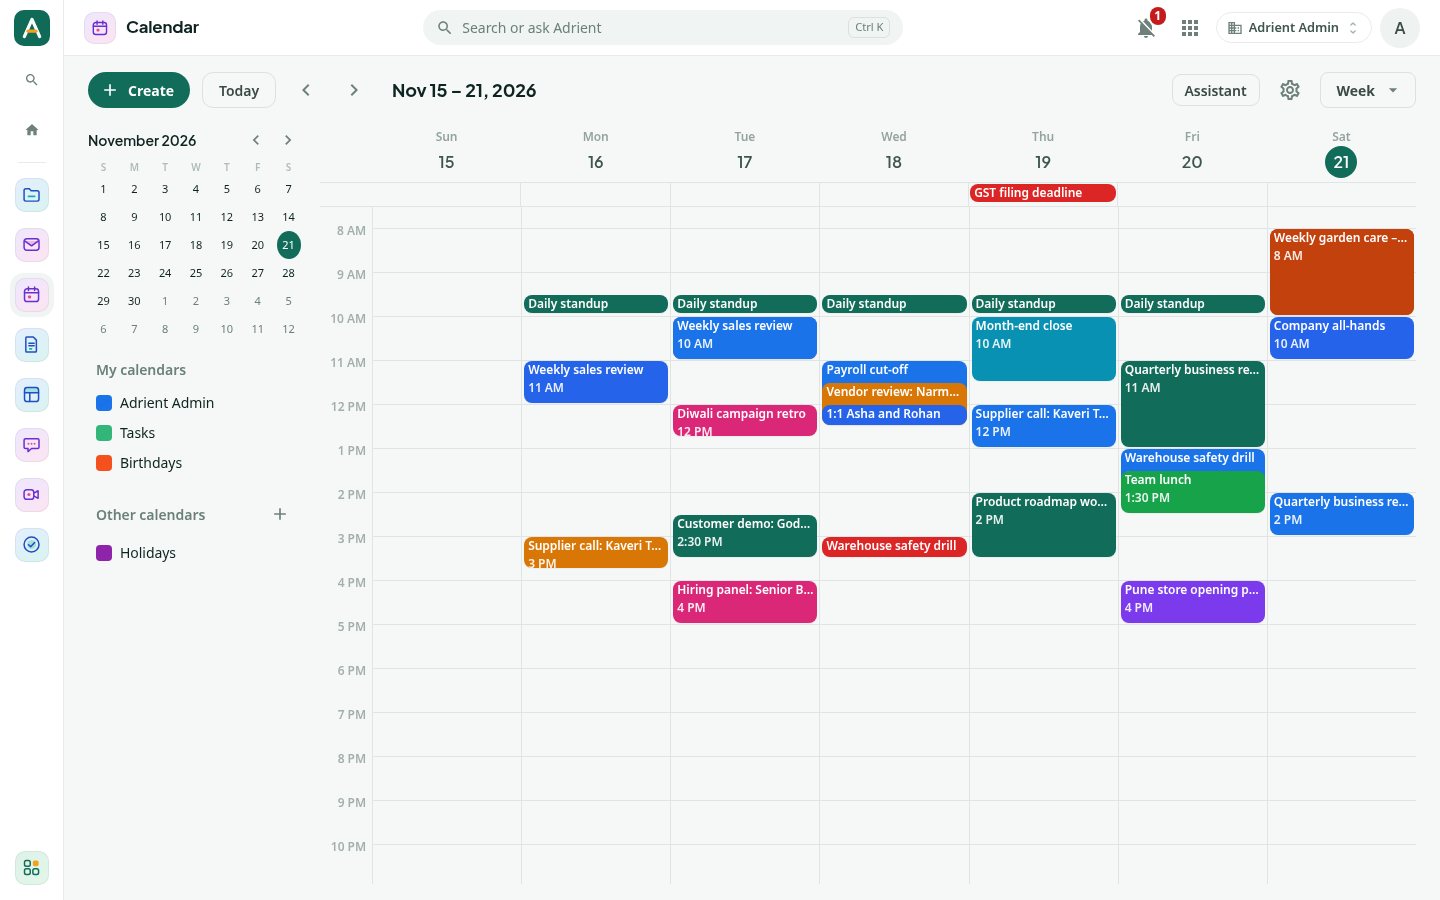 Calendar
Search or ask Adrient
Ctrl K
1
Adrient Admin
A
Create
Today
Nov 15 – 21, 2026
Assistant
Week
November 2026
S M T W T F S
1 2 3 4 5 6 7
8 9 10 11 12 13 14
15 16 17 18 19 20 21
22 23 24 25 26 27 28
29 30 1 2 3 4 5
6 7 8 9 10 11 12
My calendars
Adrient Admin
Tasks
Birthdays
Other calendars
Holidays
Sun Mon Tue Wed Thu Fri Sat
15 16 17 18 19 20 21
GST filing deadline
8 AM
9 AM
10 AM
11 AM
12 PM
1 PM
2 PM
3 PM
4 PM
5 PM
6 PM
7 PM
8 PM
9 PM
10 PM
Daily standup
Weekly sales review
11 AM
Supplier call: Kaveri T...
3 PM
Daily standup
Weekly sales review
10 AM
Diwali campaign retro
12 PM
Customer demo: God...
2:30 PM
Hiring panel: Senior B...
4 PM
Daily standup
Payroll cut-off
Vendor review: Narm...
1:1 Asha and Rohan
Warehouse safety drill
Daily standup
Month-end close
10 AM
Supplier call: Kaveri T...
12 PM
Product roadmap wo...
2 PM
Daily standup
Quarterly business re...
11 AM
Warehouse safety drill
Team lunch
1:30 PM
Pune store opening p...
4 PM
Weekly garden care –...
8 AM
Company all-hands
10 AM
Quarterly business re...
2 PM